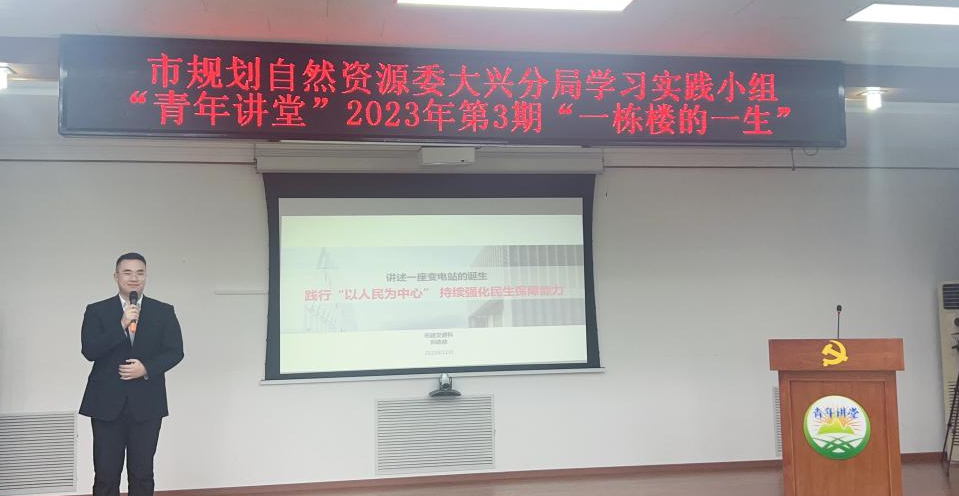 市规划自然资源委大兴分局学习实践小组
“青年讲堂”2023年第3期“一栋楼的一生”
讲述一座变电站的诞生
践行“以人民为中心” 持续强化民生保障能力
青年讲堂